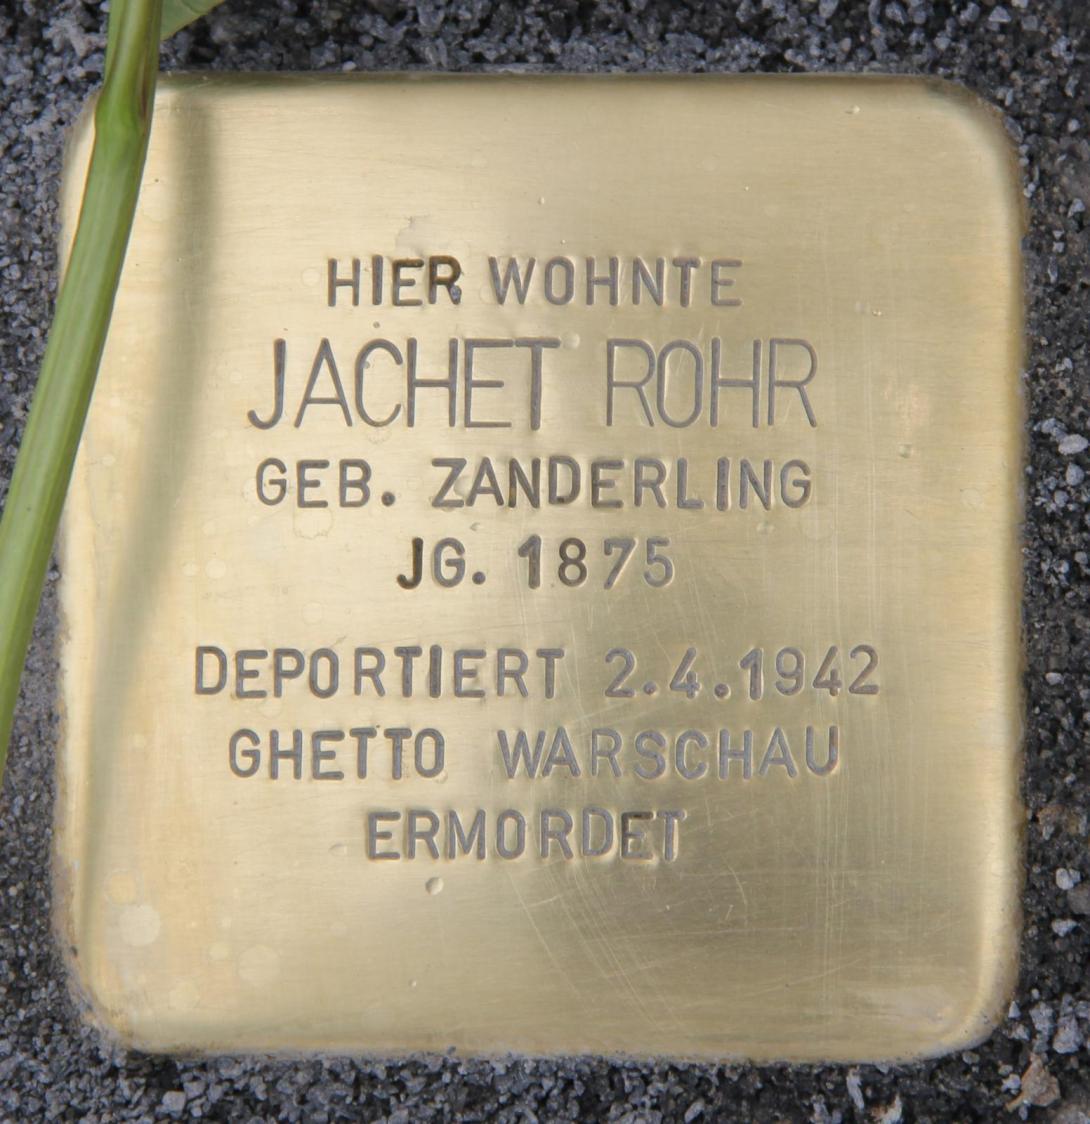 HIER WOHNTE
JACHET ROHR
GEB. ZANDERLING
JG. 1875
DEPORTIERT 2.4.1942
GHETTO WARSCHAU
ERMORDET